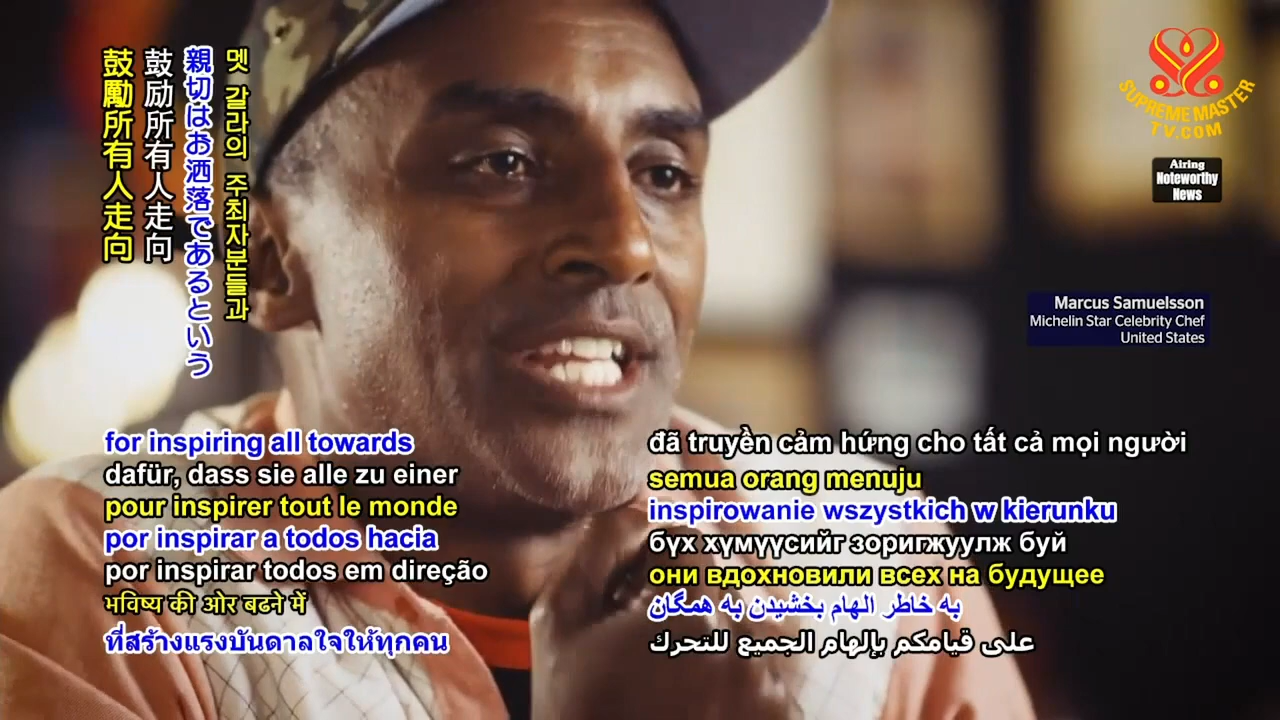 鼓勵所有人走向
鼓励所有人走向
親切はお洒落であるという
멧 갈라의 주최자분들과
SUPREME MASTER
TV.COM
Airing
Noteworthy
News
Marcus Samuelsson
Michelin Star Celebrity Chef
United States
for inspiring all towards
dafür, dass sie alle zu einer
pour inspirer tout le monde
por inspirar a todos hacia
por inspirar todos em direção
भविष्य की ओर बढने में
ที่สร้างแรงบันดาลใจให้ทุกคน
đã truyền cảm hứng cho tất cả mọi người
semua orang menuju
inspirowanie wszystkich w kierunku
бүх хүмүүсийг зоригжуулж буй
они вдохновили всех на будущее
به خاطر الهام بخشیدن به همگان
على قيامكم بإلهام الجميع للتحرك